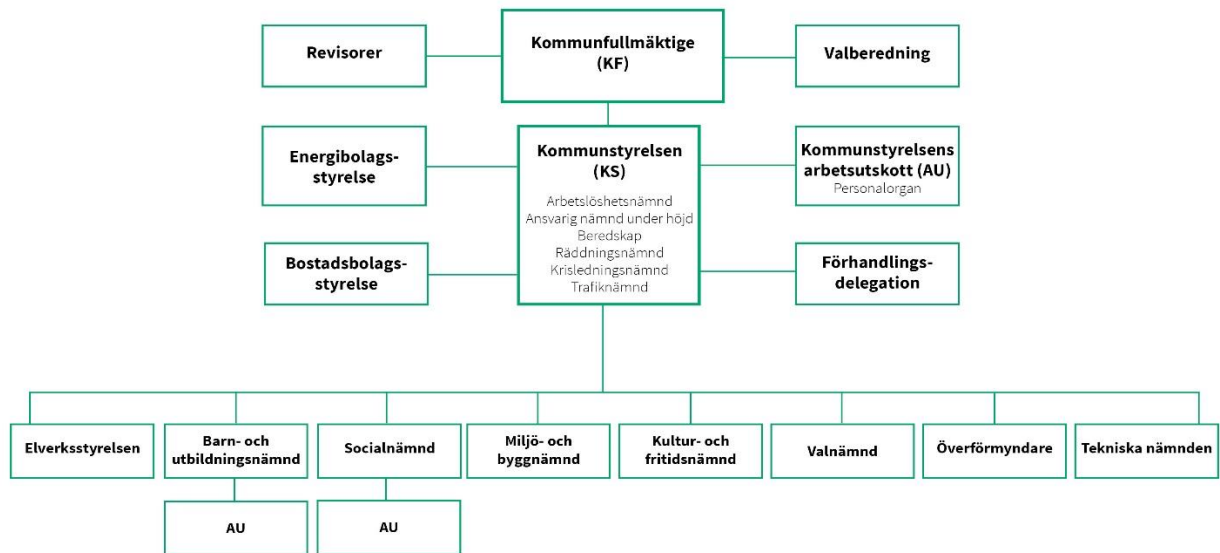 Revisorer
Kommunfullmäktige
(KF)
Valberedning
Energibolags-
styrelse
Kommunstyrelsen
(KS)
Arbetslöshetsnämnd
Ansvarig nämnd under höjd
Beredskap
Räddningsnämnd
Krisledningsnämnd
Trafiknämnd
Kommunstyrelsens
arbetsutskott (AU)
Personalorgan
Bostadsbolags-
styrelse
Förhandlings-
delegation
Elverksstyrelsen
Barn- och
utbildningsnämnd
Socialnämnd
Miljö- och
byggnämnd
Kultur- och
fritidsnämnd
Valnämnd
Överförmyndare
Tekniska nämnden
AU
AU